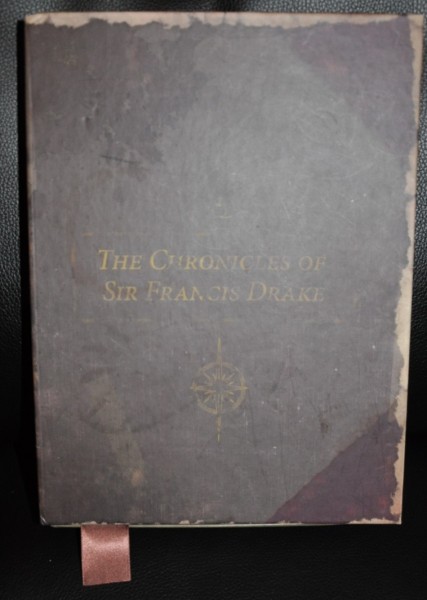 THE CHRONICLES OF
SIR FRANCIS DRAKE